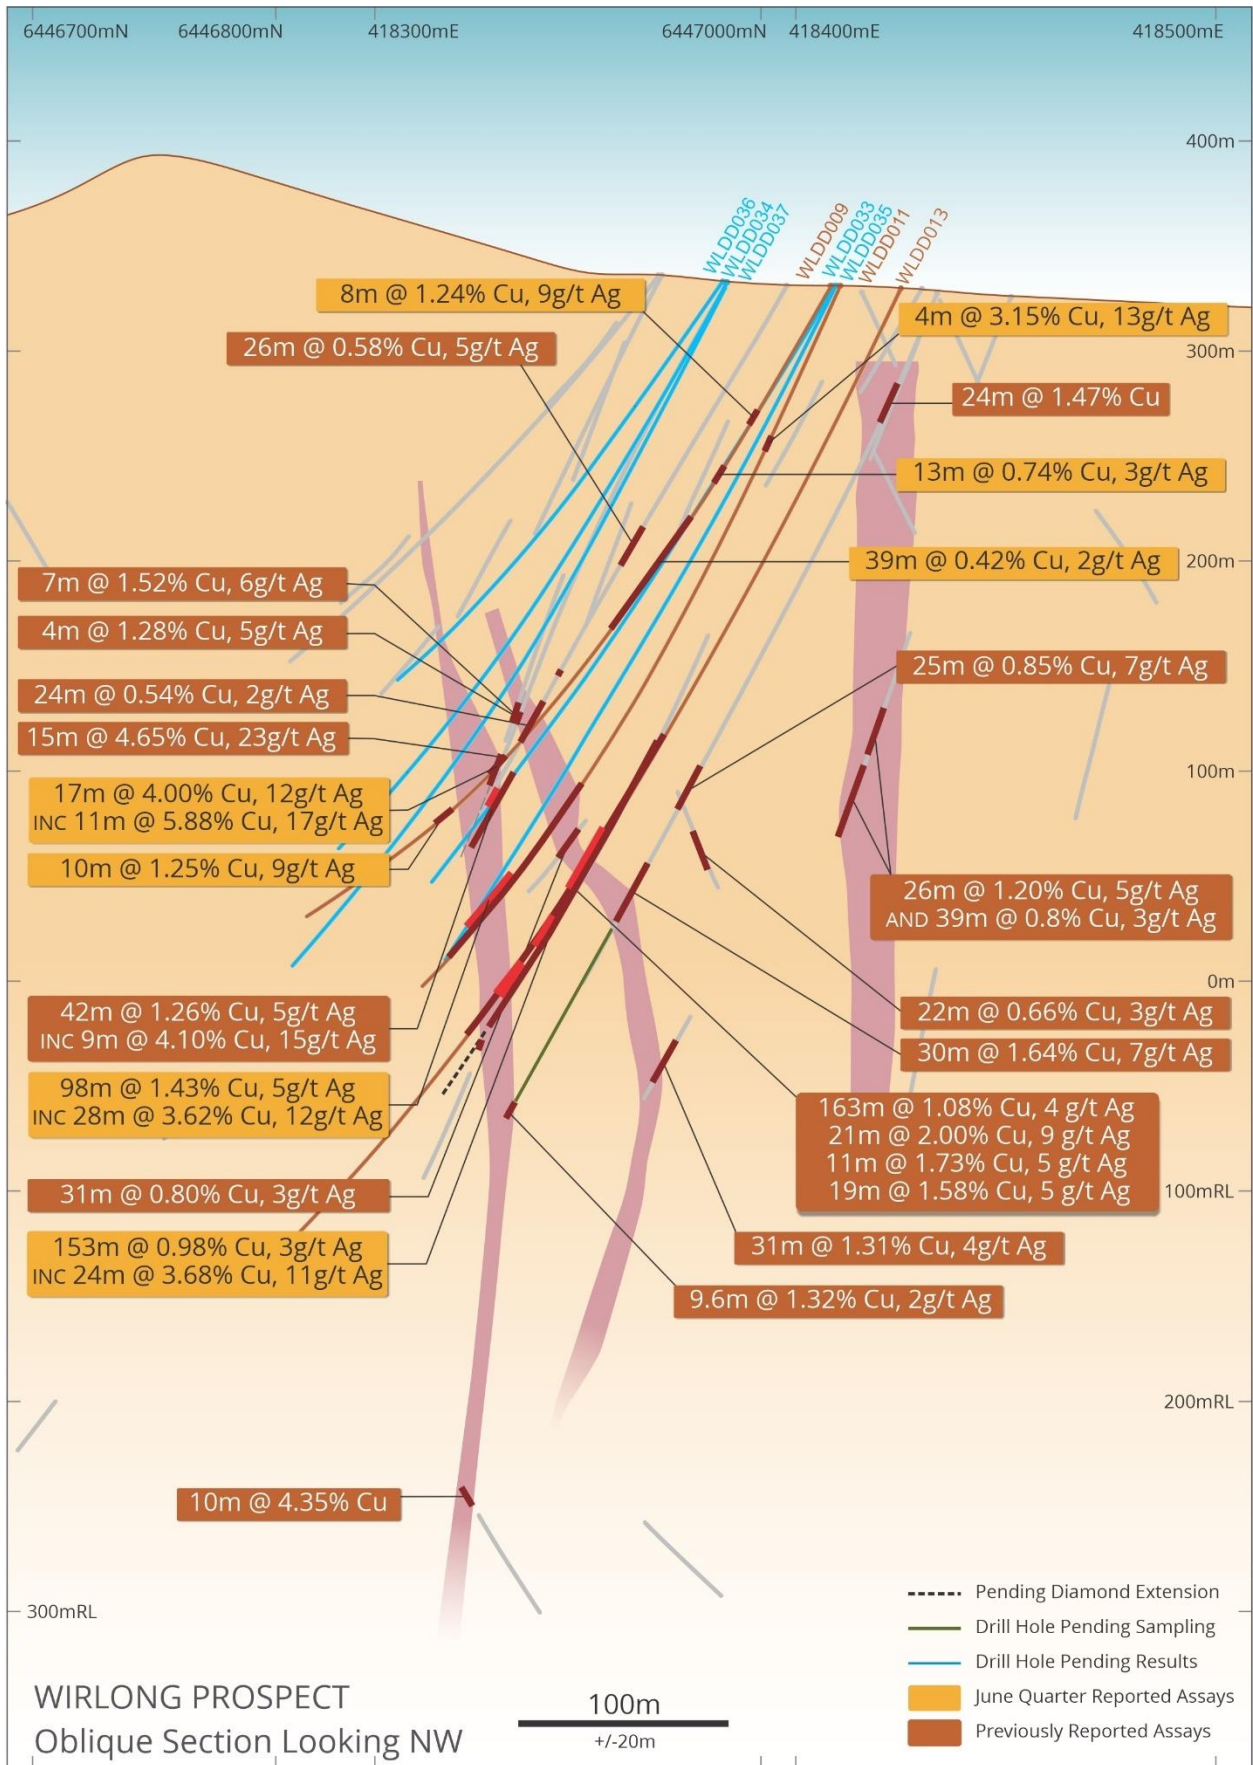 6446700mN
6446800mN
418300mE
6447000mN
418400mE
418500mE
400m
WLDD036
WLDD034
WLDD037
WLDD009
WLDD033
WLDD035
WLDD011
WLDD013
8m @ 1.24% Cu, 9g/t Ag
4m @ 3.15% Cu, 13g/t Ag
26m @ 0.58% Cu, 5g/t Ag
300m
24m @ 1.47% Cu
13m @ 0.74% Cu, 3g/t Ag
39m @ 0.42% Cu, 2g/t Ag
200m
7m @ 1.52% Cu, 6g/t Ag
4m @ 1.28% Cu, 5g/t Ag
25m @ 0.85% Cu, 7g/t Ag
24m @ 0.54% Cu, 2g/t Ag
15m @ 4.65% Cu, 23g/t Ag
100m
17m @ 4.00% Cu, 12g/t Ag
INC 11m @ 5.88% Cu, 17g/t Ag
10m @ 1.25% Cu, 9g/t Ag
26m @ 1.20% Cu, 5g/t Ag
AND 39m @ 0.8% Cu, 3g/t Ag
0m
42m @ 1.26% Cu, 5g/t Ag
INC 9m @ 4.10% Cu, 15g/t Ag
22m @ 0.66% Cu, 3g/t Ag
30m @ 1.64% Cu, 7g/t Ag
98m @ 1.43% Cu, 5g/t Ag
INC 28m @ 3.62% Cu, 12g/t Ag
163m @ 1.08% Cu, 4 g/t Ag
21m @ 2.00% Cu, 9 g/t Ag
11m @ 1.73% Cu, 5 g/t Ag
19m @ 1.58% Cu, 5 g/t Ag
31m @ 0.80% Cu, 3g/t Ag
100mRL
153m @ 0.98% Cu, 3g/t Ag
INC 24m @ 3.68% Cu, 11g/t Ag
31m @ 1.31% Cu, 4g/t Ag
9.6m @ 1.32% Cu, 2g/t Ag
200mRL
10m @ 4.35% Cu
300mRL
Pending Diamond Extension
Drill Hole Pending Sampling
Drill Hole Pending Results
June Quarter Reported Assays
Previously Reported Assays
WIRLONG PROSPECT
Oblique Section Looking NW
100m
+/-20m